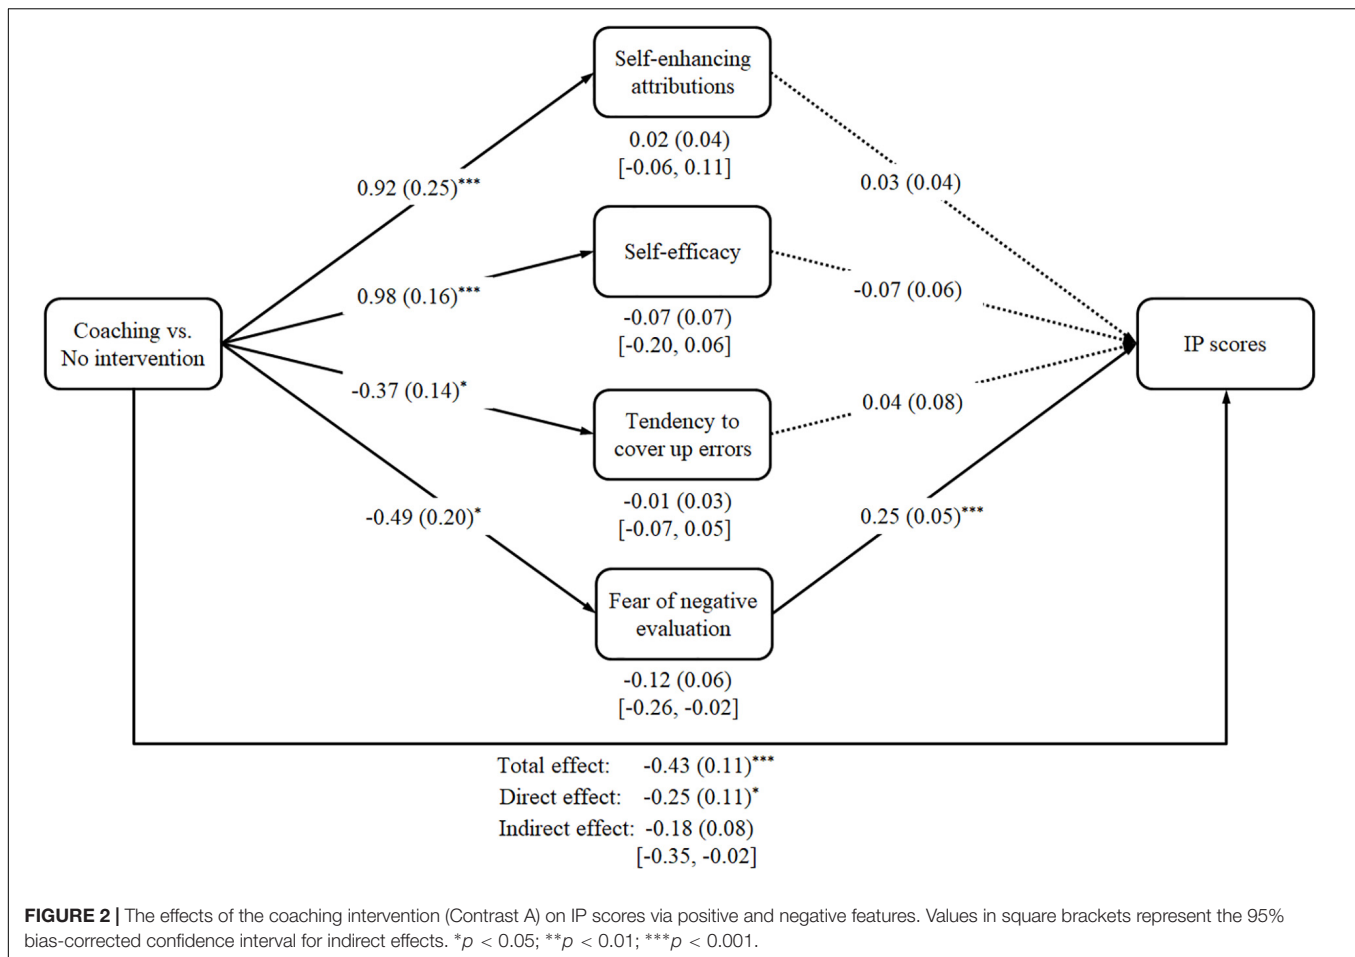 Self-enhancing
attributions
0.02 (0.04)
[-0.06, 0.11]
0.92 (0.25)***
0.03 (0.04)
Self-efficacy
0.98 (0.16)***
-0.07 (0.06)
-0.07 (0.07)
[-0.20, 0.06]
Coaching vs.
No intervention
IP scores
-0.37 (0.14)*
0.04 (0.08)
Tendency to
cover up errors
-0.01 (0.03)
[-0.07, 0.05]
-0.49 (0.20)*
0.25 (0.05)***
Fear of negative
evaluation
-0.12 (0.06)
[-0.26, -0.02]
Total effect: -0.43 (0.11)***
Direct effect: -0.25 (0.11)*
Indirect effect: -0.18 (0.08)
[-0.35, -0.02]
FIGURE 2 | The effects of the coaching intervention (Contrast A) on IP scores via positive and negative features. Values in square brackets represent the 95%
bias-corrected confidence interval for indirect effects. *p < 0.05; **p < 0.01; ***p < 0.001.